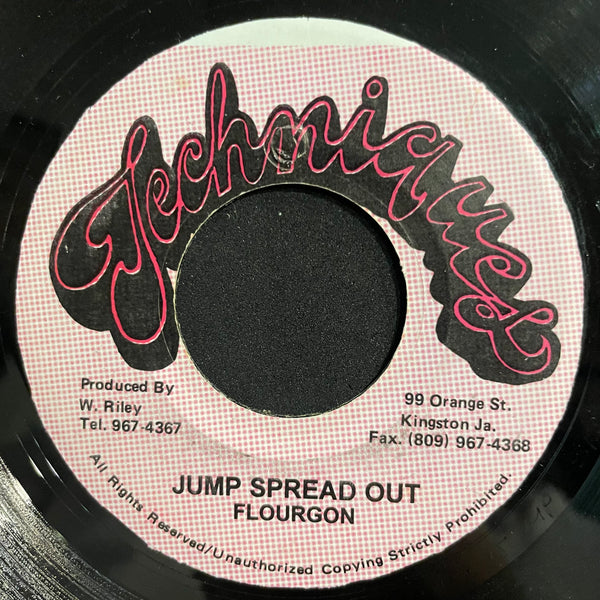 Techniques
Produced By
W. Riley
Tel. 967-4367
99 Orange St.
Kingston Ja.
Fax. (809) 967-4368
JUMP SPREAD OUT
FLOURGON
All Rights Reserved/Unauthorized Copying Strictly Prohibited.